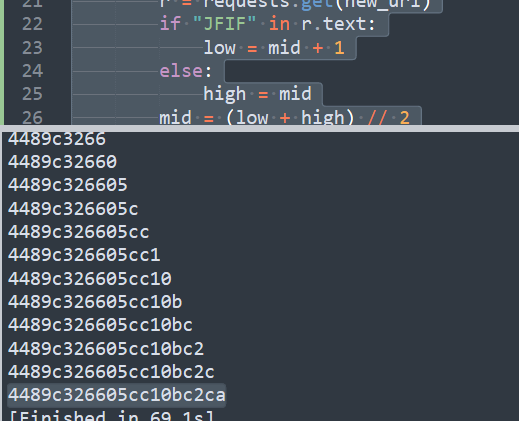 21 r = requests.get(new_url)
22 if "JFIF" in r.text:
23 low = mid + 1
24 else:
25 high = mid
26 mid = (low + high) // 2
4489c3266
4489c32660
4489c326605
4489c326605c
4489c326605cc
4489c326605cc1
4489c326605cc10
4489c326605cc10b
4489c326605cc10bc
4489c326605cc10bc2
4489c326605cc10bc2c
4489c326605cc10bc2ca
[Finished in 69.1s]